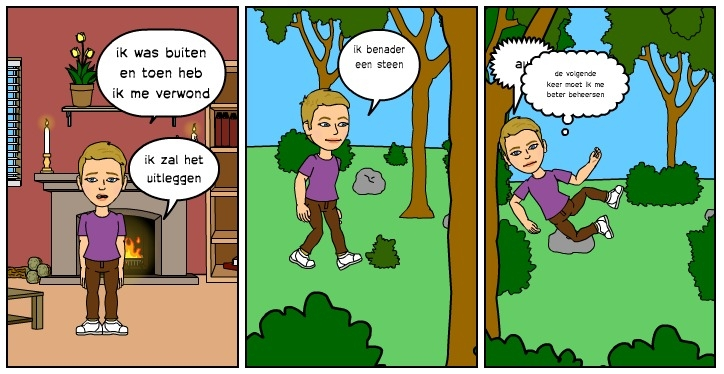 ik was buiten
en toen heb
ik me verwond
ik zal het
uitleggen
ik benader
een steen
de volgende
keer moet ik me
beter beheersen